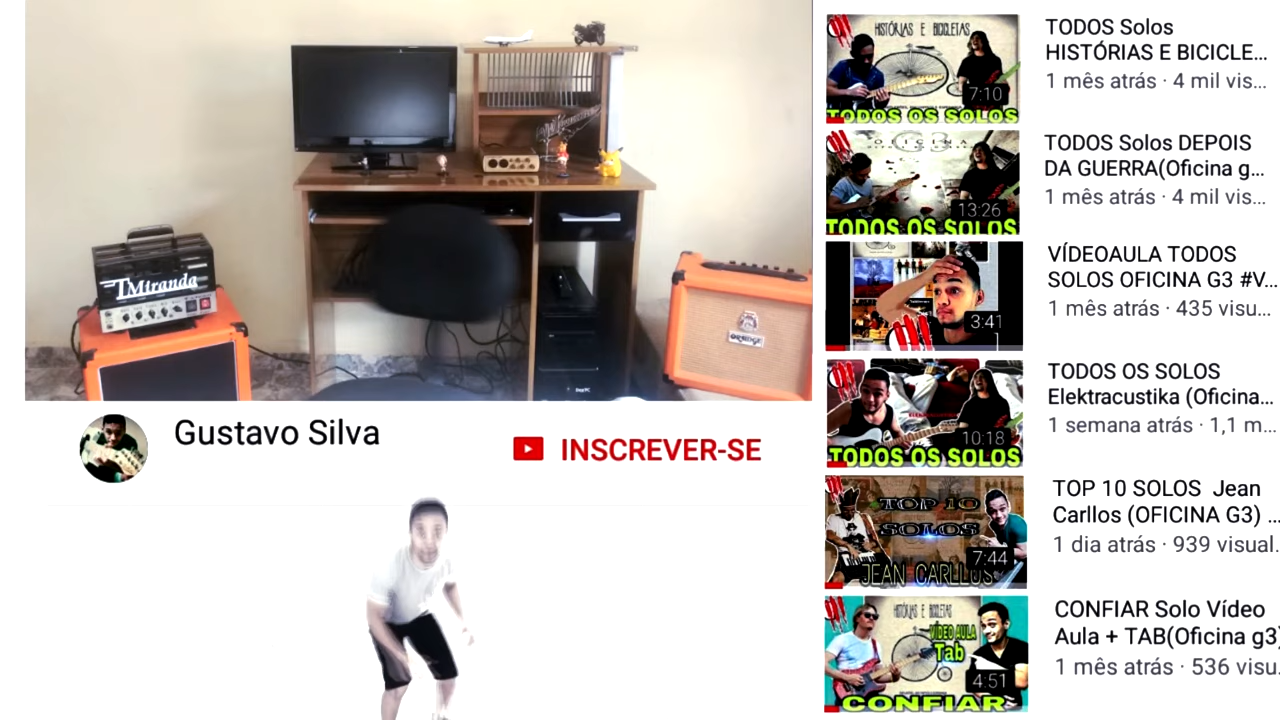 TMiranda
ORANGE
Gustavo Silva
INSCREVER-SE
HISTÓRIAS E BICICLETAS
7:10
TODOS OS SOLOS
TODOS Solos
HISTÓRIAS E BICICLE...
1 mês atrás · 4 mil vis...
OFICINA
13:26
TODOS OS SOLOS
TODOS Solos DEPOIS
DA GUERRA(Oficina g...
1 mês atrás · 4 mil vis...
3:41
VÍDEOAULA TODOS
SOLOS OFICINA G3 #V...
1 mês atrás · 435 visu...
10:18
TODOS OS SOLOS
TODOS OS SOLOS
Elektracustika (Oficina...
1 semana atrás · 1,1 m...
TOP 10
SOLOS
7:44
JEAN CARLLOS
TOP 10 SOLOS Jean
Carllos (OFICINA G3) ...
1 dia atrás · 939 visual.
HISTÓRIAS E BICICLETAS
VÍDEO AULA
Tab
4:51
CONFIAR
CONFIAR Solo Vídeo
Aula + TAB(Oficina g3)
1 mês atrás · 536 visu.